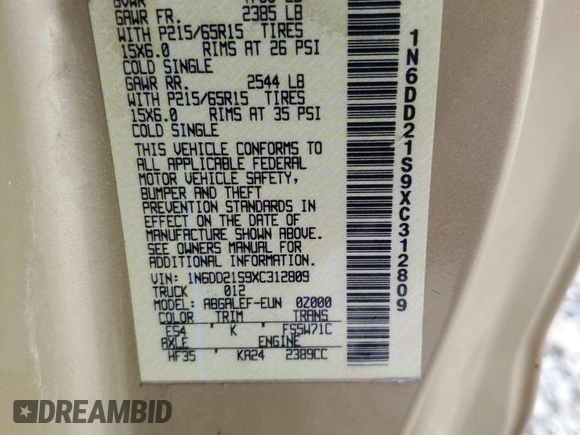 GAWR FR. 2385 LB
WITH P215/65R15 TIRES
15X6.0 RIMS AT 26 PSI
COLD SINGLE
GAWR RR. 2544 LB
WITH P215/65R15 TIRES
15X6.0 RIMS AT 35 PSI
COLD SINGLE
THIS VEHICLE CONFORMS TO
ALL APPLICABLE FEDERAL
MOTOR VEHICLE SAFETY,
BUMPER AND THEFT
PREVENTION STANDARDS IN
EFFECT ON THE DATE OF
MANUFACTURE SHOWN ABOVE.
SEE OWNERS MANUAL FOR
ADDITIONAL INFORMATION.
VIN: 1N6DD21S9XC312809
TRUCK 012
MODEL: ABGALEF-EUN 0Z000
COLOR TRIM TRANS
E54 K FS5W71C
AXLE ENGINE
HF35 KA24 2389CC
1N6DD21S9XC312809
DREAMBID